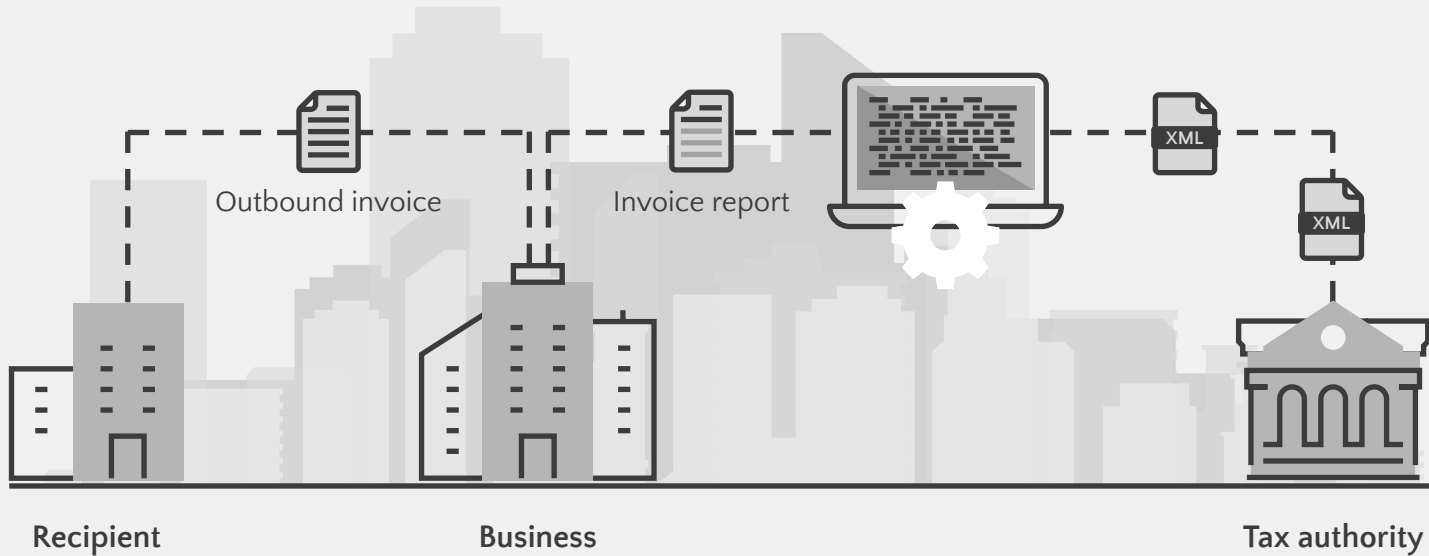 XML
XML
Outbound invoice
Invoice report
Recipient
Business
Tax authority